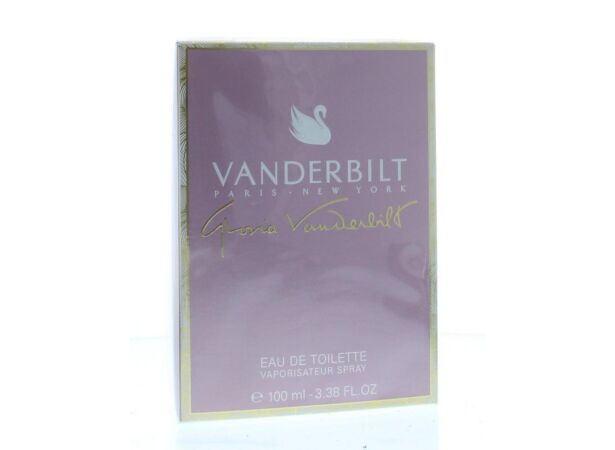 VANDERBILT
PARIS - NEW YORK
Gloria Vanderbilt
EAU DE TOILETTE
VAPORISATEUR SPRAY
℮ 100 ml - 3.38 FL.OZ